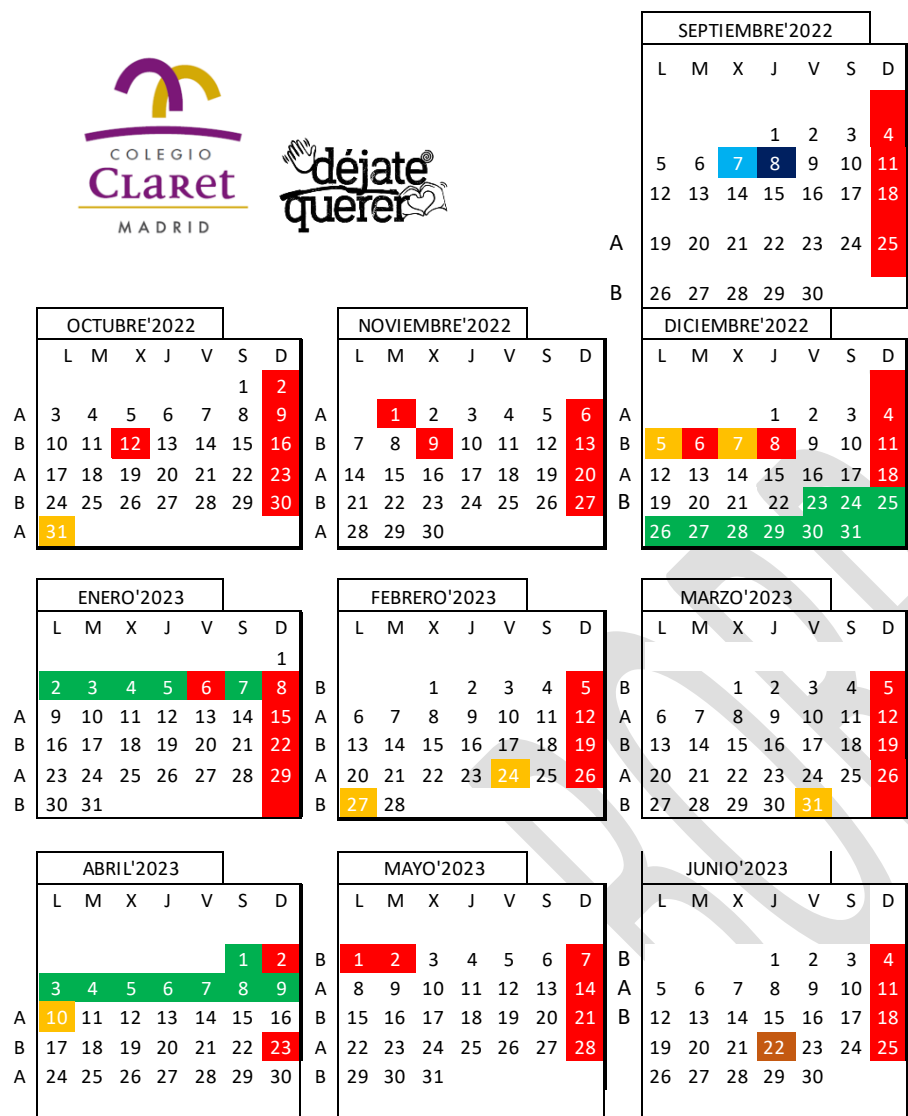 SEPTIEMBRE'2022
L M X J V S D
1 2 3 4
5 6 7 8 9 10 11
12 13 14 15 16 17 18
A 19 20 21 22 23 24 25
B 26 27 28 29 30
COLEGIO
CLaRet
MADRID
déjate
querer
OCTUBRE'2022
L M X J V S D
1 2
A 3 4 5 6 7 8 9
B 10 11 12 13 14 15 16
A 17 18 19 20 21 22 23
B 24 25 26 27 28 29 30
A 31
NOVIEMBRE'2022
L M X J V S D
A 1 2 3 4 5 6
B 7 8 9 10 11 12 13
A 14 15 16 17 18 19 20
B 21 22 23 24 25 26 27
A 28 29 30
DICIEMBRE'2022
L M X J V S D
A 1 2 3 4
B 5 6 7 8 9 10 11
A 12 13 14 15 16 17 18
B 19 20 21 22 23 24 25
26 27 28 29 30 31
ENERO'2023
L M X J V S D
1
2 3 4 5 6 7 8
A 9 10 11 12 13 14 15
B 16 17 18 19 20 21 22
A 23 24 25 26 27 28 29
B 30 31
FEBRERO'2023
L M X J V S D
B 1 2 3 4 5
A 6 7 8 9 10 11 12
B 13 14 15 16 17 18 19
A 20 21 22 23 24 25 26
B 27 28
MARZO'2023
L M X J V S D
B 1 2 3 4 5
A 6 7 8 9 10 11 12
B 13 14 15 16 17 18 19
A 20 21 22 23 24 25 26
B 27 28 29 30 31
ABRIL'2023
L M X J V S D
1 2
3 4 5 6 7 8 9
A 10 11 12 13 14 15 16
B 17 18 19 20 21 22 23
A 24 25 26 27 28 29 30
MAYO'2023
L M X J V S D
B 1 2 3 4 5 6 7
A 8 9 10 11 12 13 14
B 15 16 17 18 19 20 21
A 22 23 24 25 26 27 28
B 29 30 31
JUNIO'2023
L M X J V S D
B 1 2 3 4
A 5 6 7 8 9 10 11
B 12 13 14 15 16 17 18
19 20 21 22 23 24 25
26 27 28 29 30